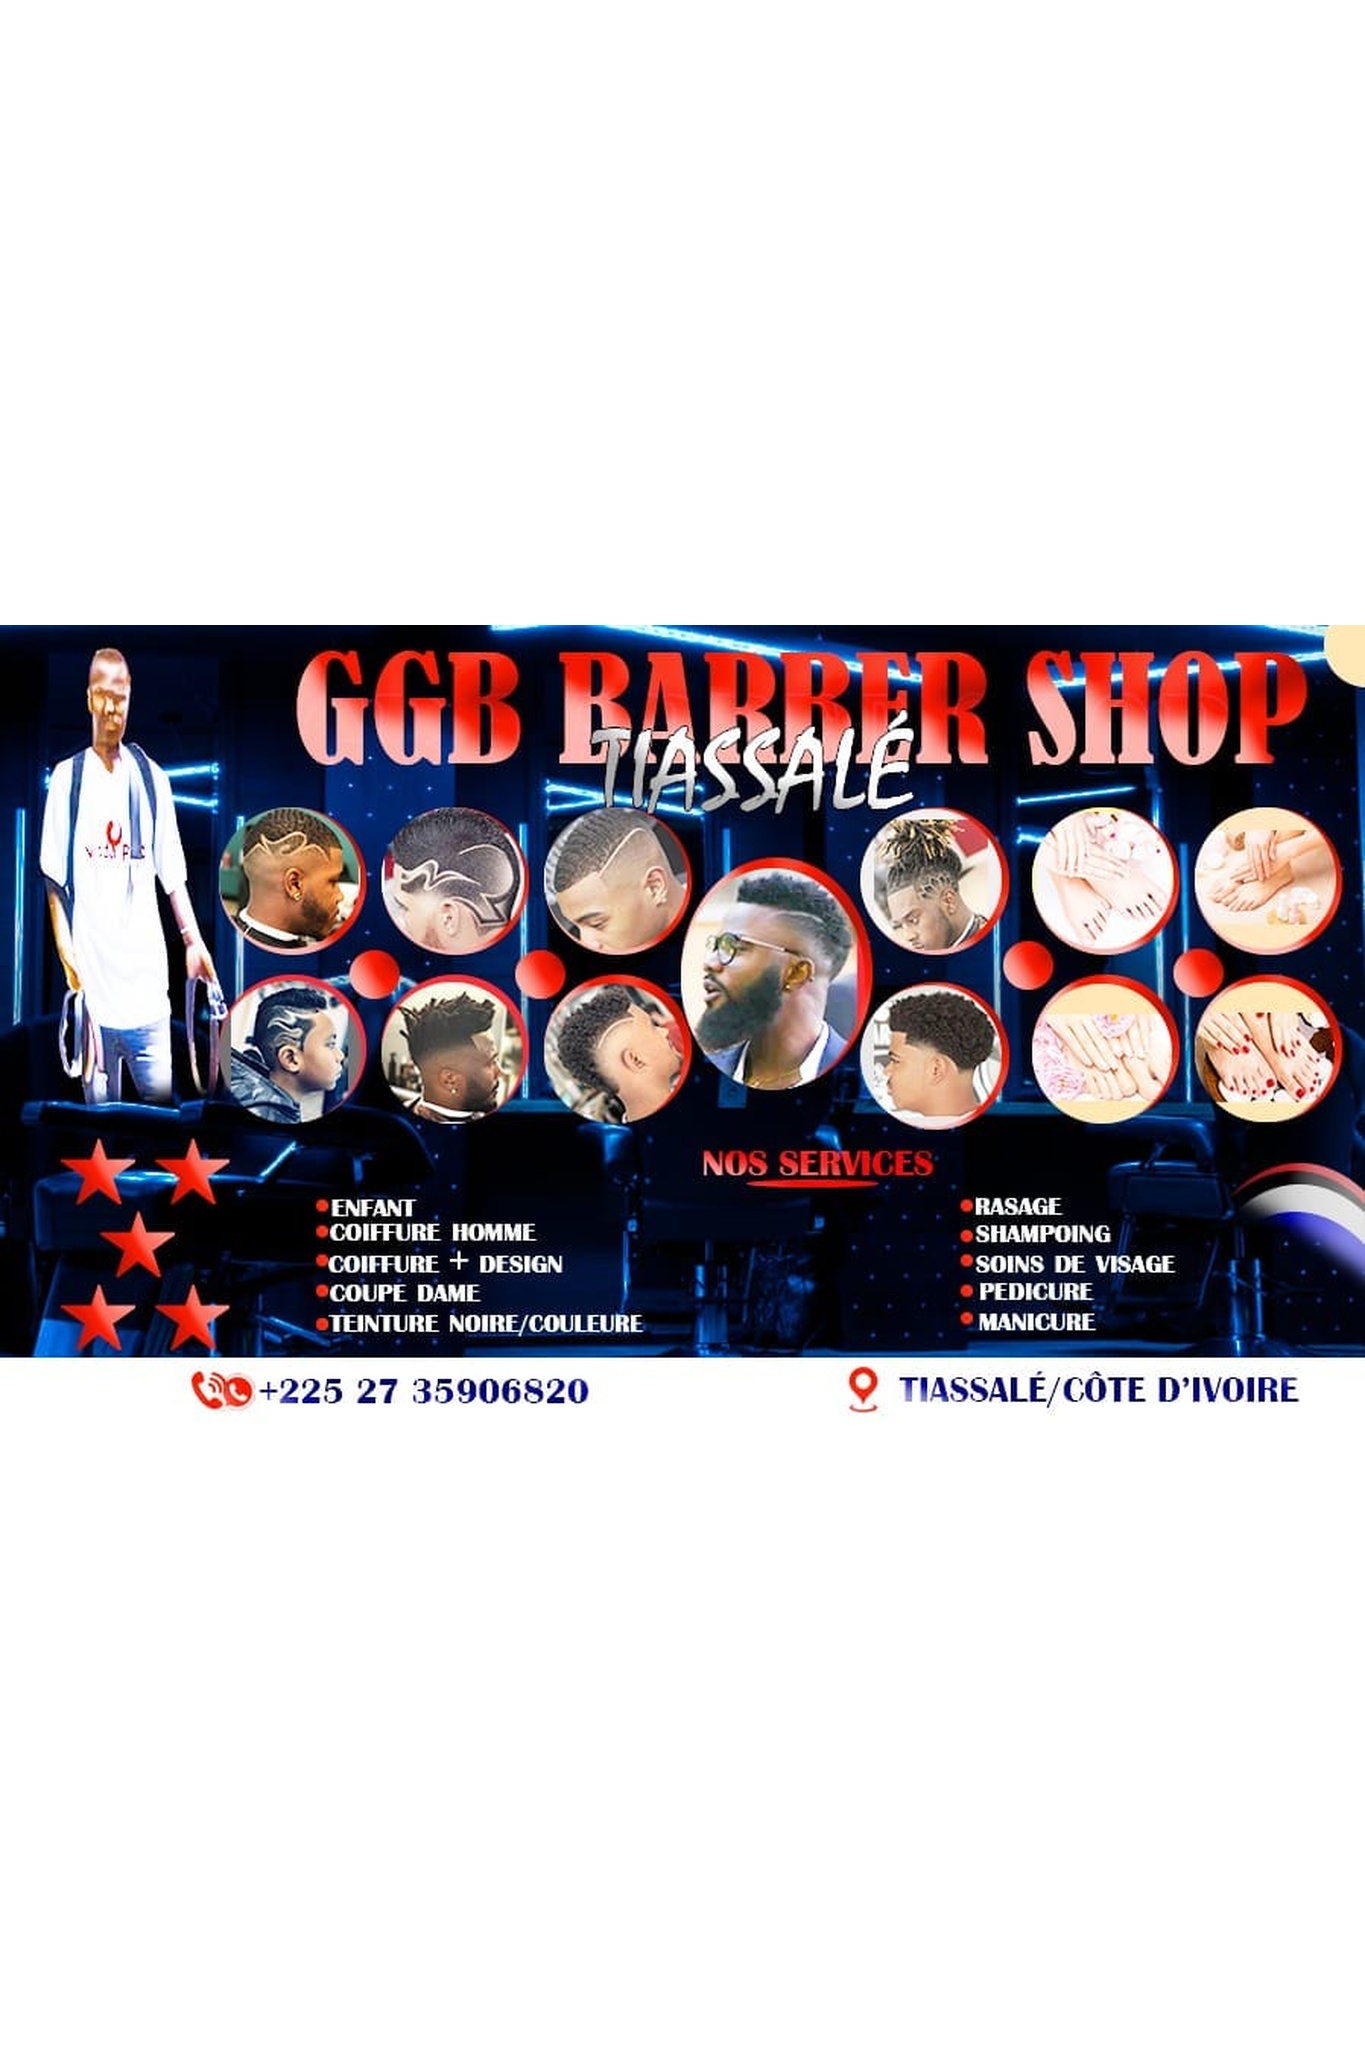 GGB BARBER SHOP
TIASSALÉ
NOS SERVICES
ENFANT
COIFFURE HOMME
COIFFURE + DESIGN
COUPE DAME
TEINTURE NOIRE/COULEURE
RASAGE
SHAMPOING
SOINS DE VISAGE
PEDICURE
MANICURE
+225 27 35906820
TIASSALÉ/CÔTE D'IVOIRE